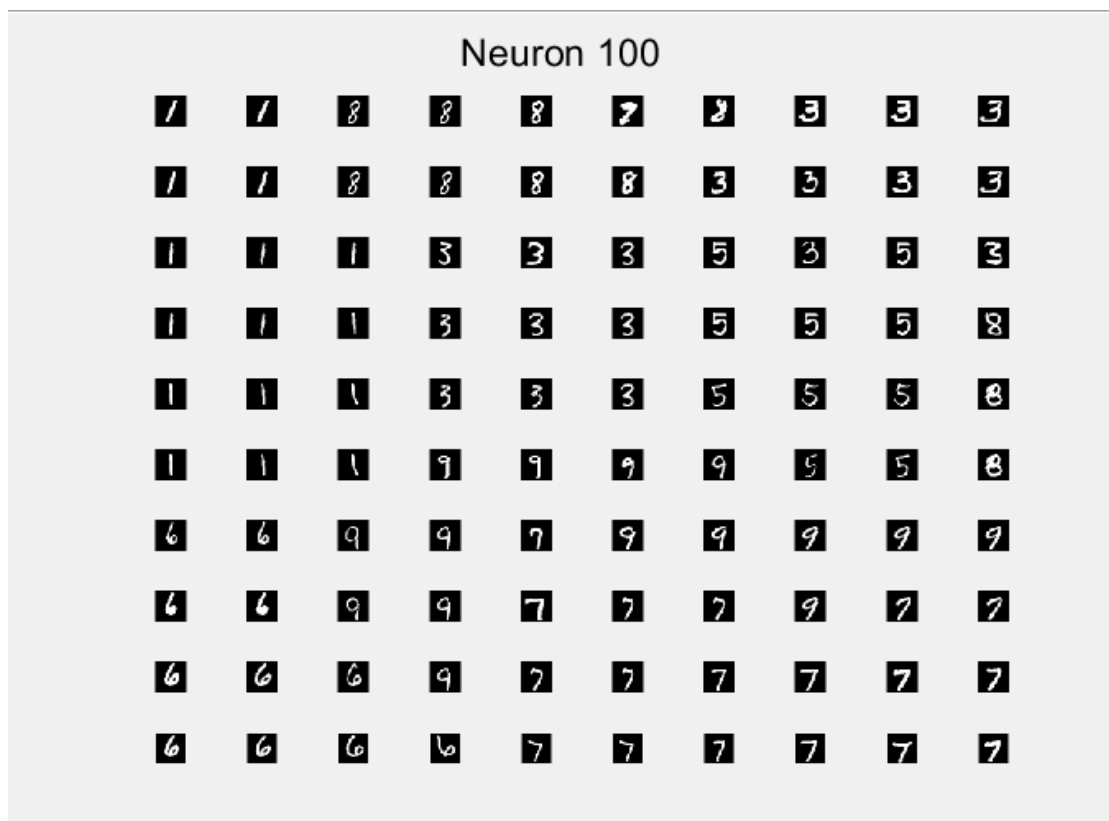 Neuron 100
1 1 8 8 8 2 8 3 3 3
1 1 8 8 8 8 3 3 3 3
1 1 1 3 3 3 5 3 5 3
1 1 1 3 3 3 5 5 5 8
1 1 1 3 3 3 5 5 5 8
1 1 1 9 9 9 9 5 5 8
6 6 9 9 7 9 9 9 9 9
6 6 9 9 7 7 7 9 7 7
6 6 6 9 7 7 7 7 7 7
6 6 6 6 7 7 7 7 7 7